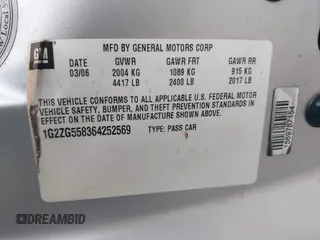 GM
MFD BY GENERAL MOTORS CORP
DATE GVWR GAWR FRT GAWR RR
03/06 2004 KG 1089 KG 915 KG
4417 LB 2400 LB 2017 LB
THIS VEHICLE CONFORMS TO ALL APPLICABLE U.S. FEDERAL MOTOR
VEHICLE SAFETY, BUMPER, AND THEFT PREVENTION STANDARDS IN
EFFECT ON THE DATE OF MANUFACTURE SHOWN ABOVE.
1G2ZG558364252569 TYPE: PASS CAR